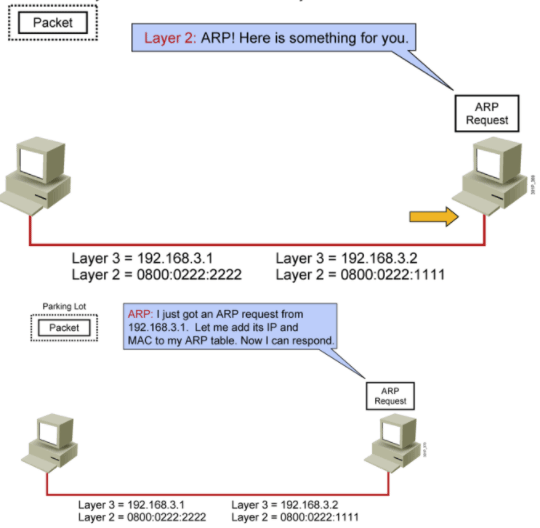 Packet
Layer 2: ARP! Here is something for you.
ARP
Request
Layer 3 = 192.168.3.1
Layer 2 = 0800:0222:2222
Layer 3 = 192.168.3.2
Layer 2 = 0800:0222:1111
Parking Lot
Packet
ARP: I just got an ARP request from
192.168.3.1. Let me add its IP and
MAC to my ARP table. Now I can respond.
ARP
Request
Layer 3 = 192.168.3.1
Layer 2 = 0800:0222:2222
Layer 3 = 192.168.3.2
Layer 2 = 0800:0222:1111